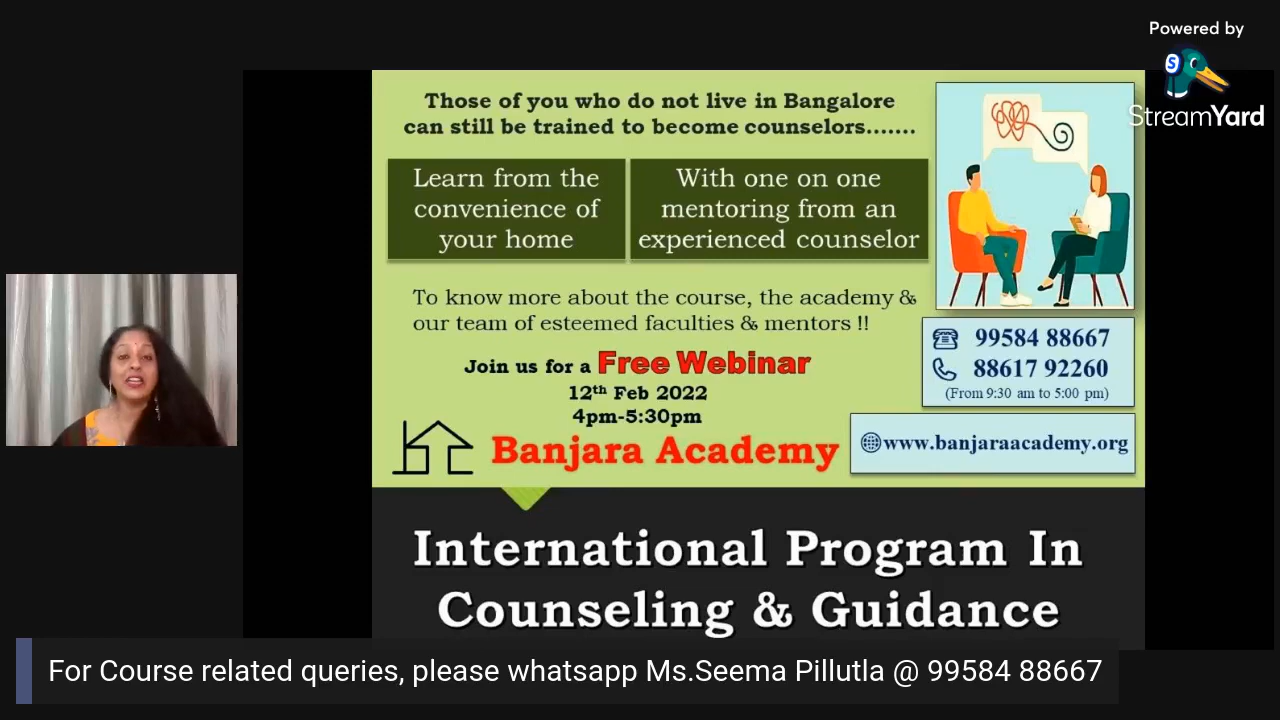 Powered by
StreamYard
Those of you who do not live in Bangalore
can still be trained to become counselors.......
Learn from the
convenience of
your home
With one on one
mentoring from an
experienced counselor
To know more about the course, the academy &
our team of esteemed faculties & mentors !!
Join us for a Free Webinar
12th Feb 2022
4pm-5:30pm
Banjara Academy
99584 88667
88617 92260
(From 9:30 am to 5:00 pm)
www.banjaraacademy.org
International Program In
Counseling & Guidance
For Course related queries, please whatsapp Ms.Seema Pillutla @ 99584 88667